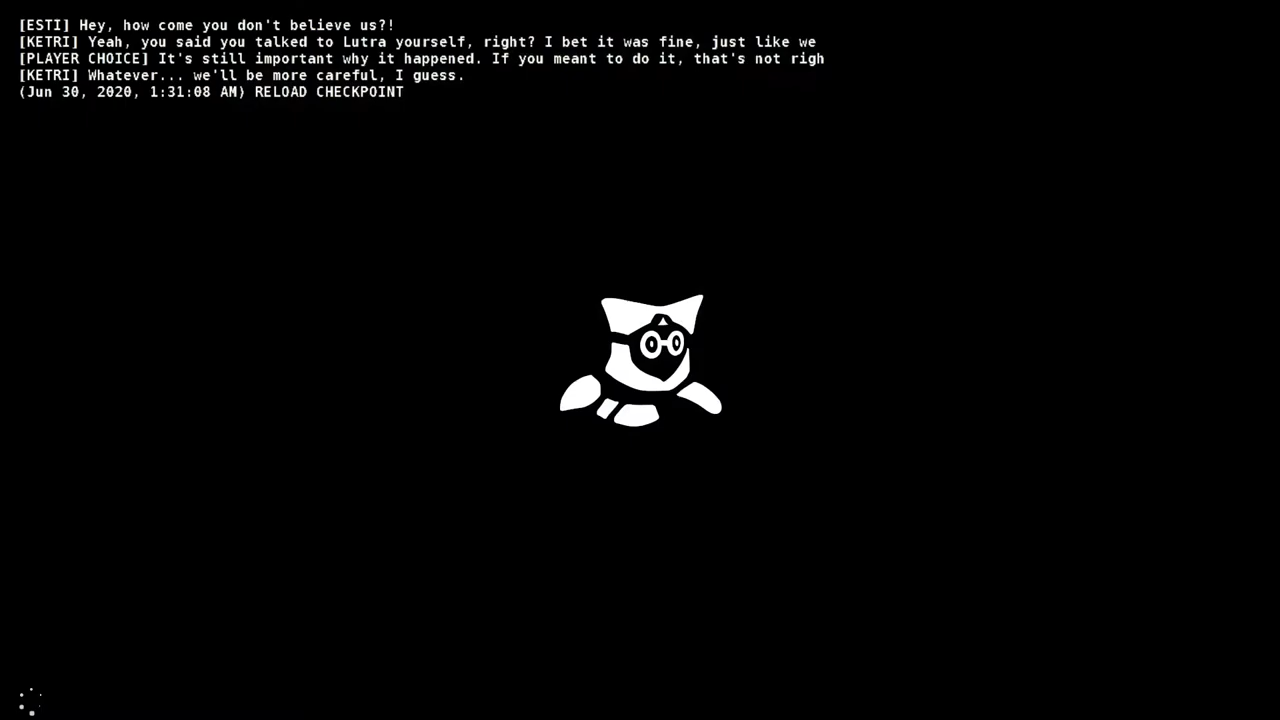 [ESTI] Hey, how come you don't believe us?!
[KETRI] Yeah, you said you talked to Lutra yourself, right? I bet it was fine, just like we
[PLAYER CHOICE] It's still important why it happened. If you meant to do it, that's not righ
[KETRI] Whatever... we'll be more careful, I guess.
(Jun 30, 2020, 1:31:08 AM) RELOAD CHECKPOINT